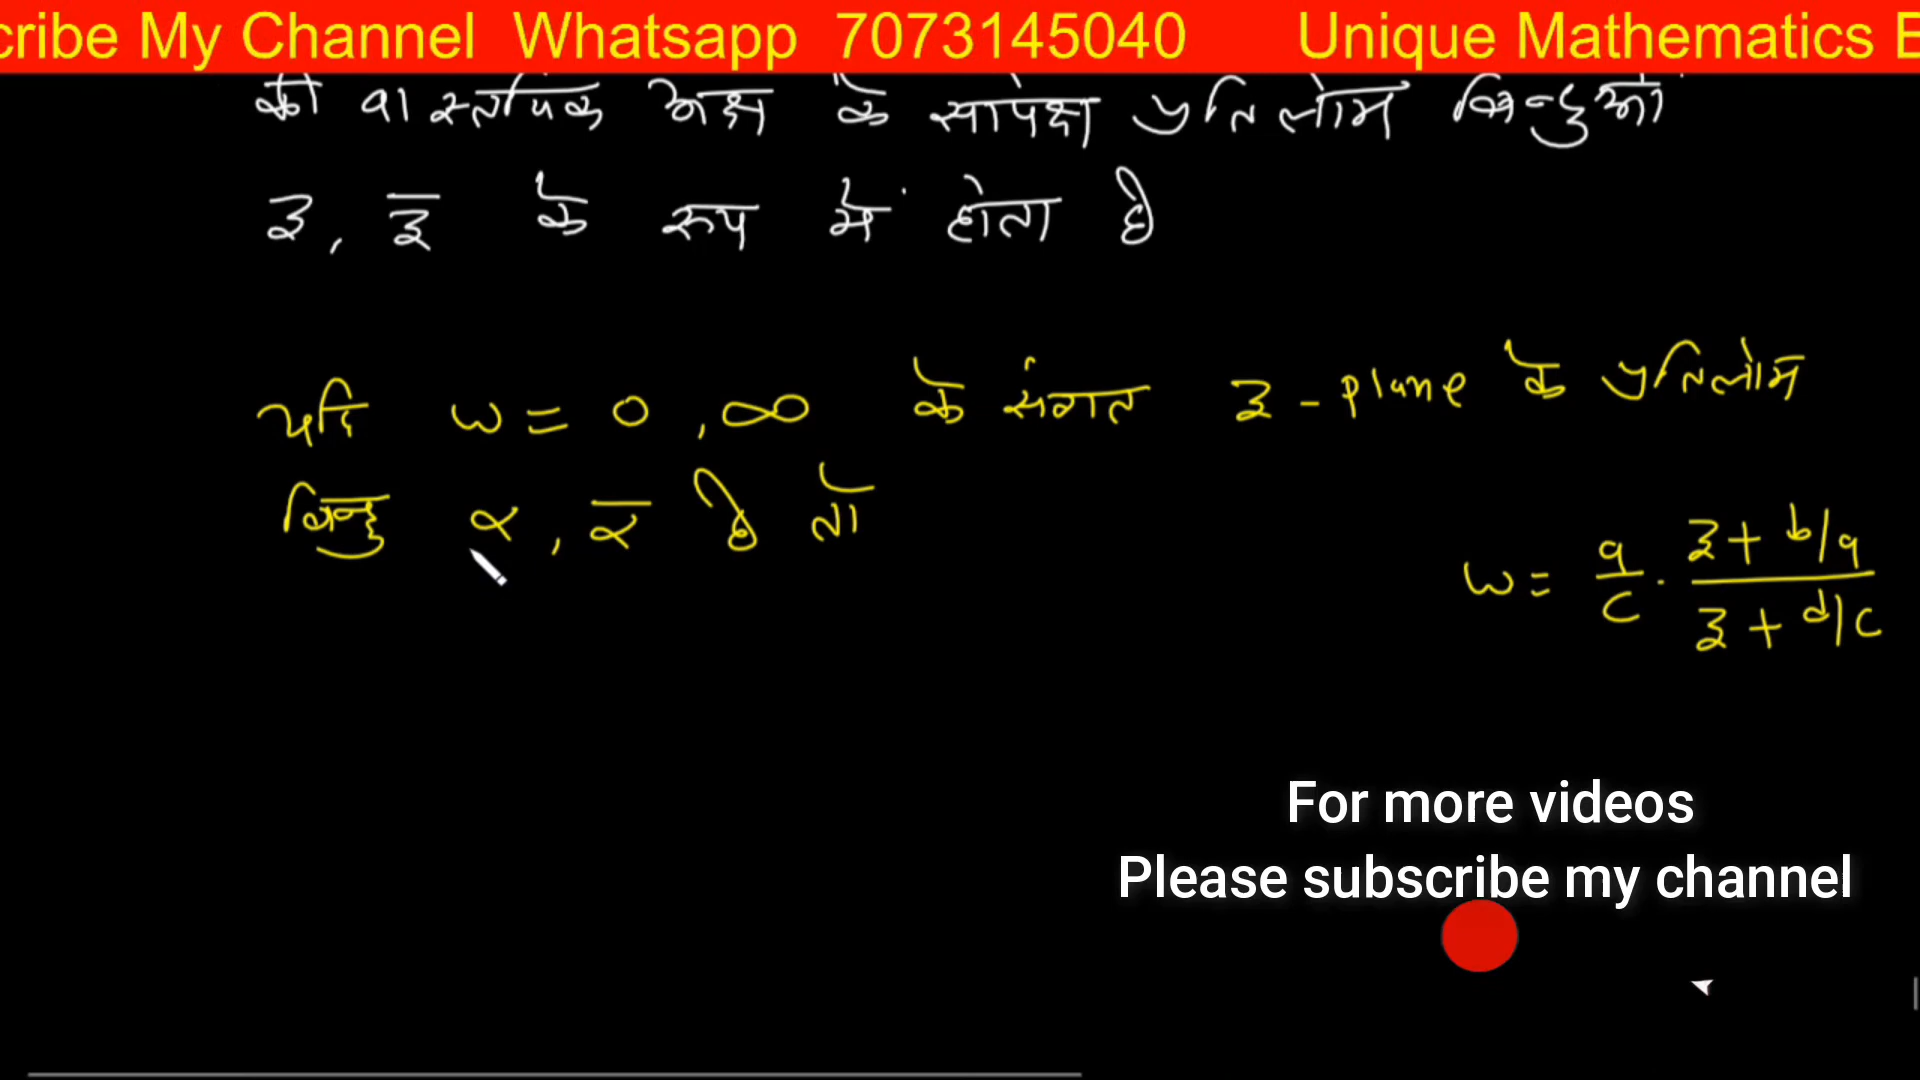 cribe My Channel Whatsapp 7073145040 Unique Mathematics E
को वास्तविक अक्ष के सापेक्ष प्रतिलोम बिन्दुओं
z, z̅ के रूप में होता है
यदि w = 0, ∞ के संगत z - plane के प्रतिलोम
बिन्दु α, α̅ है तो
w = a/c · (z + b/a)/(z + d/c)
For more videos
Please subscribe my channel